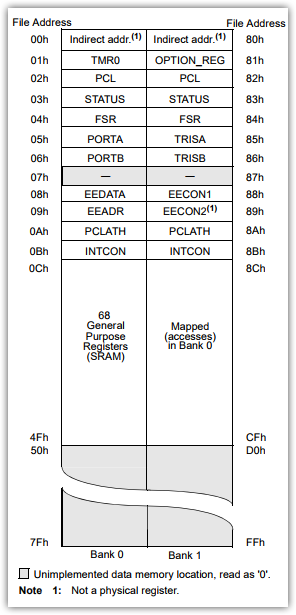 File Address File Address
00h Indirect addr.(1) Indirect addr.(1) 80h
01h TMR0 OPTION_REG 81h
02h PCL PCL 82h
03h STATUS STATUS 83h
04h FSR FSR 84h
05h PORTA TRISA 85h
06h PORTB TRISB 86h
07h — — 87h
08h EEDATA EECON1 88h
09h EEADR EECON2(1) 89h
0Ah PCLATH PCLATH 8Ah
0Bh INTCON INTCON 8Bh
0Ch 8Ch
68
General Mapped
Purpose (accesses)
Registers in Bank 0
(SRAM)
4Fh CFh
50h D0h
7Fh FFh
Bank 0 Bank 1
Unimplemented data memory location, read as '0'.
Note 1: Not a physical register.